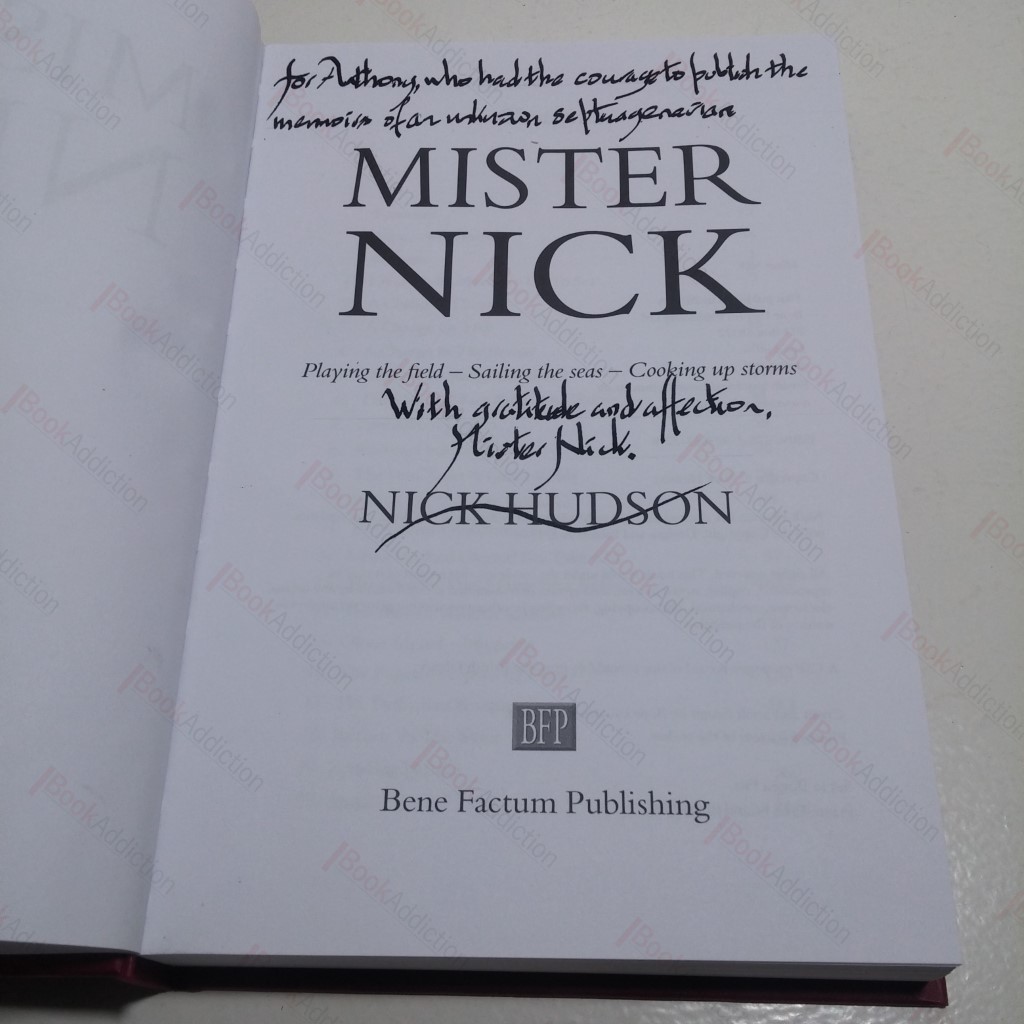 for Anthony, who had the courage to publish the
memoirs of an unknown septuagenarian
MISTER
NICK
Playing the field – Sailing the seas – Cooking up storms
With gratitude and affection,
Mister Nick.
NICK HUDSON
BFP
Bene Factum Publishing
BookAddiction